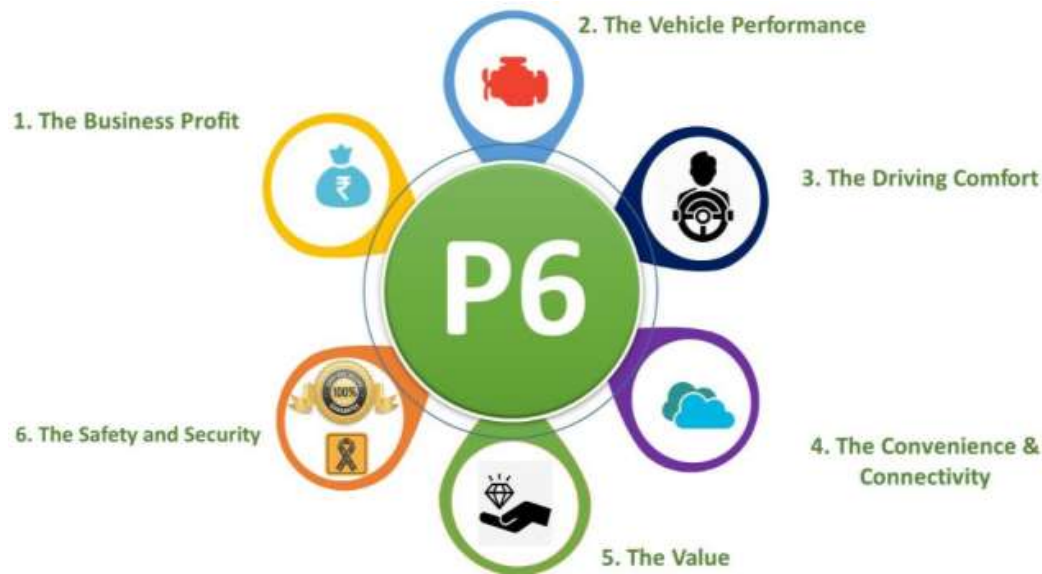 2. The Vehicle Performance
1. The Business Profit
3. The Driving Comfort
P6
₹
100%
6. The Safety and Security
4. The Convenience &
Connectivity
5. The Value